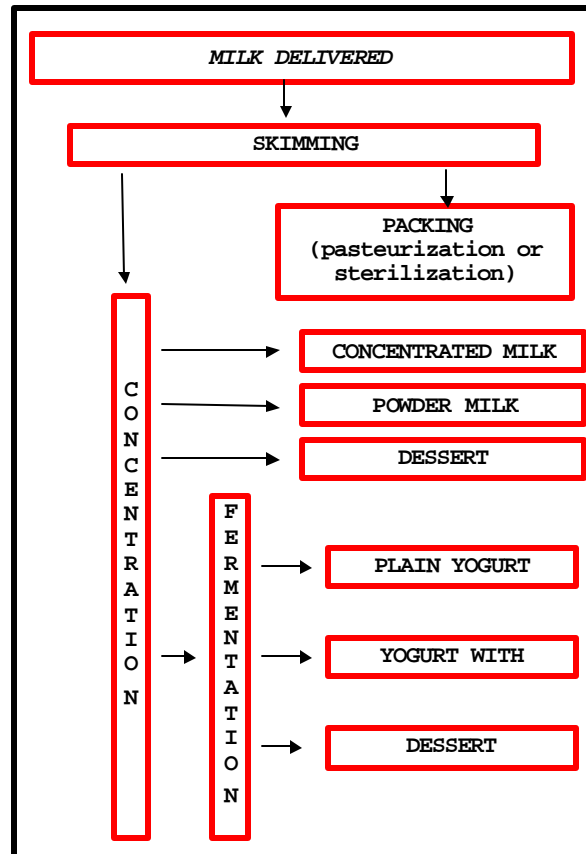 MILK DELIVERED
SKIMMING
PACKING
(pasteurization or
sterilization)
CONCENTRATION
CONCENTRATED MILK
POWDER MILK
DESSERT
FERMENTATION
PLAIN YOGURT
YOGURT WITH
DESSERT